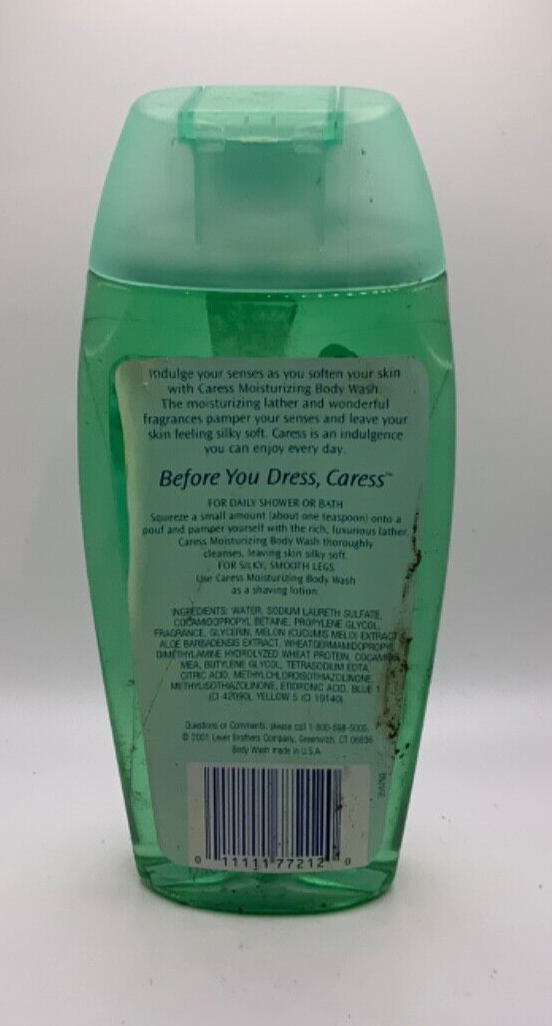 Indulge your senses as you soften your skin
with Caress Moisturizing Body Wash.
The moisturizing lather and wonderful
fragrances pamper your senses and leave your
skin feeling silky soft. Caress is an indulgence
you can enjoy every day.
Before You Dress, Caress™
FOR DAILY SHOWER OR BATH
Squeeze a small amount (about one teaspoon) onto a
pouf and pamper yourself with the rich, luxurious lather.
Caress Moisturizing Body Wash thoroughly
cleanses, leaving skin silky soft.
FOR SILKY, SMOOTH LEGS
Use Caress Moisturizing Body Wash
as a shaving lotion.
INGREDIENTS: WATER, SODIUM LAURETH SULFATE,
COCAMIDOPROPYL BETAINE, PROPYLENE GLYCOL,
FRAGRANCE, GLYCERIN, MELON (CUCUMIS MELO) EXTRACT,
ALOE BARBADENSIS EXTRACT, WHEATGERMAMIDOPROPYL
DIMETHYLAMINE HYDROLYZED WHEAT PROTEIN, COCAMIDE
MEA, BUTYLENE GLYCOL, TETRASODIUM EDTA,
CITRIC ACID, METHYLCHLOROISOTHIAZOLINONE,
METHYLISOTHIAZOLINONE, ETIDRONIC ACID, BLUE 1
(CI 42090), YELLOW 5 (CI 19140)
Questions or Comments, please call 1-800-598-5005.
© 2001 Lever Brothers Company, Greenwich, CT 06836
Body Wash made in U.S.A.
0 11111 77212 0